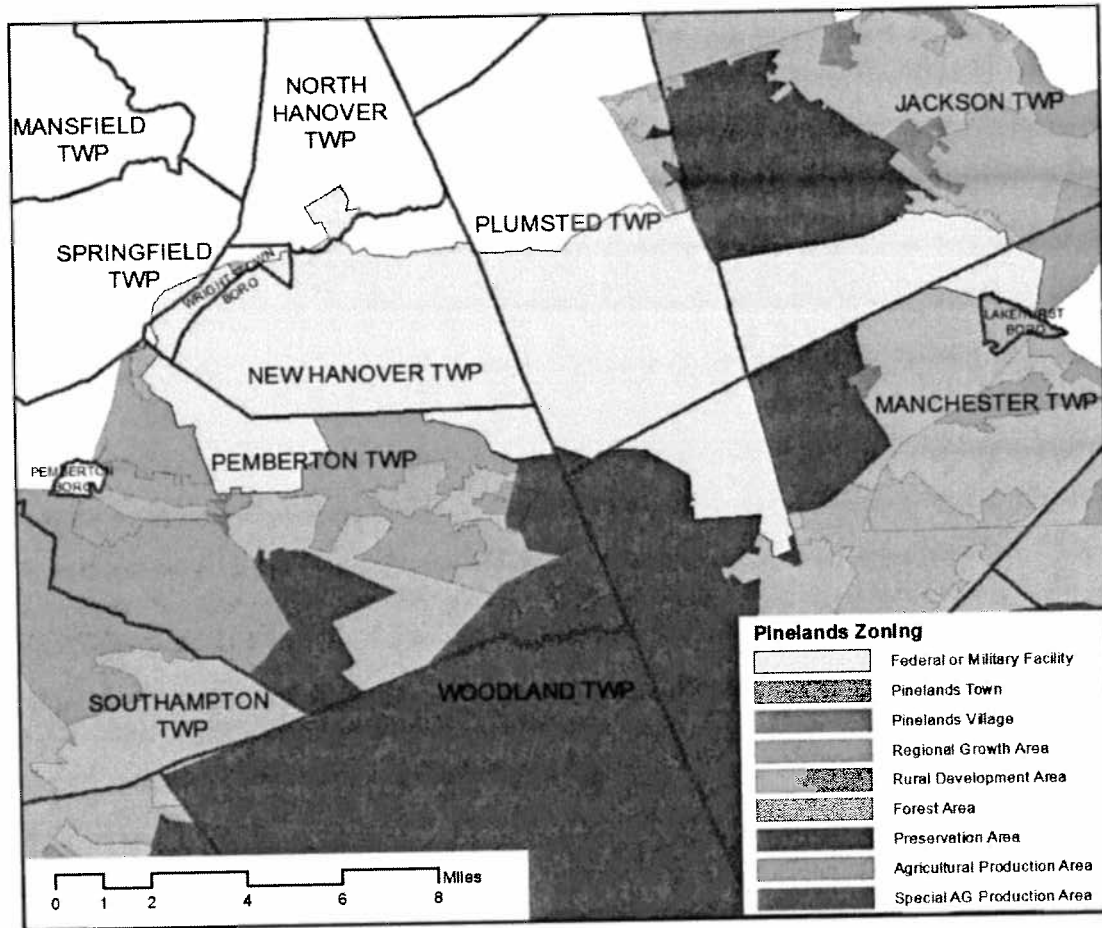 NORTH
HANOVER
TWP
MANSFIELD
TWP
JACKSON TWP
PLUMSTED TWP
SPRINGFIELD
TWP
WRIGHTSTOWN
BORO
LAKEHURST
BORO
NEW HANOVER TWP
MANCHESTER TWP
PEMBERTON
BORO
PEMBERTON TWP
SOUTHAMPTON
TWP
WOODLAND TWP
Pinelands Zoning
Federal or Military Facility
Pinelands Town
Pinelands Village
Regional Growth Area
Rural Development Area
Forest Area
Preservation Area
Agricultural Production Area
Special AG Production Area
Miles
0 1 2 4 6 8